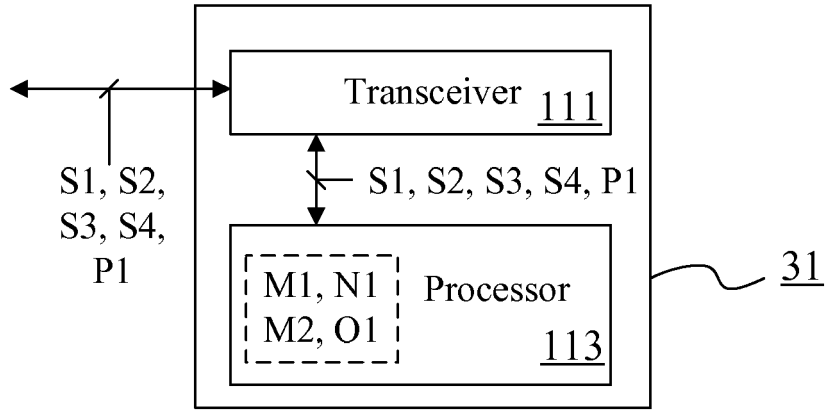 Transceiver
111
S1, S2,
S3, S4,
P1
S1, S2, S3, S4, P1
M1, N1
M2, O1
Processor
113
31